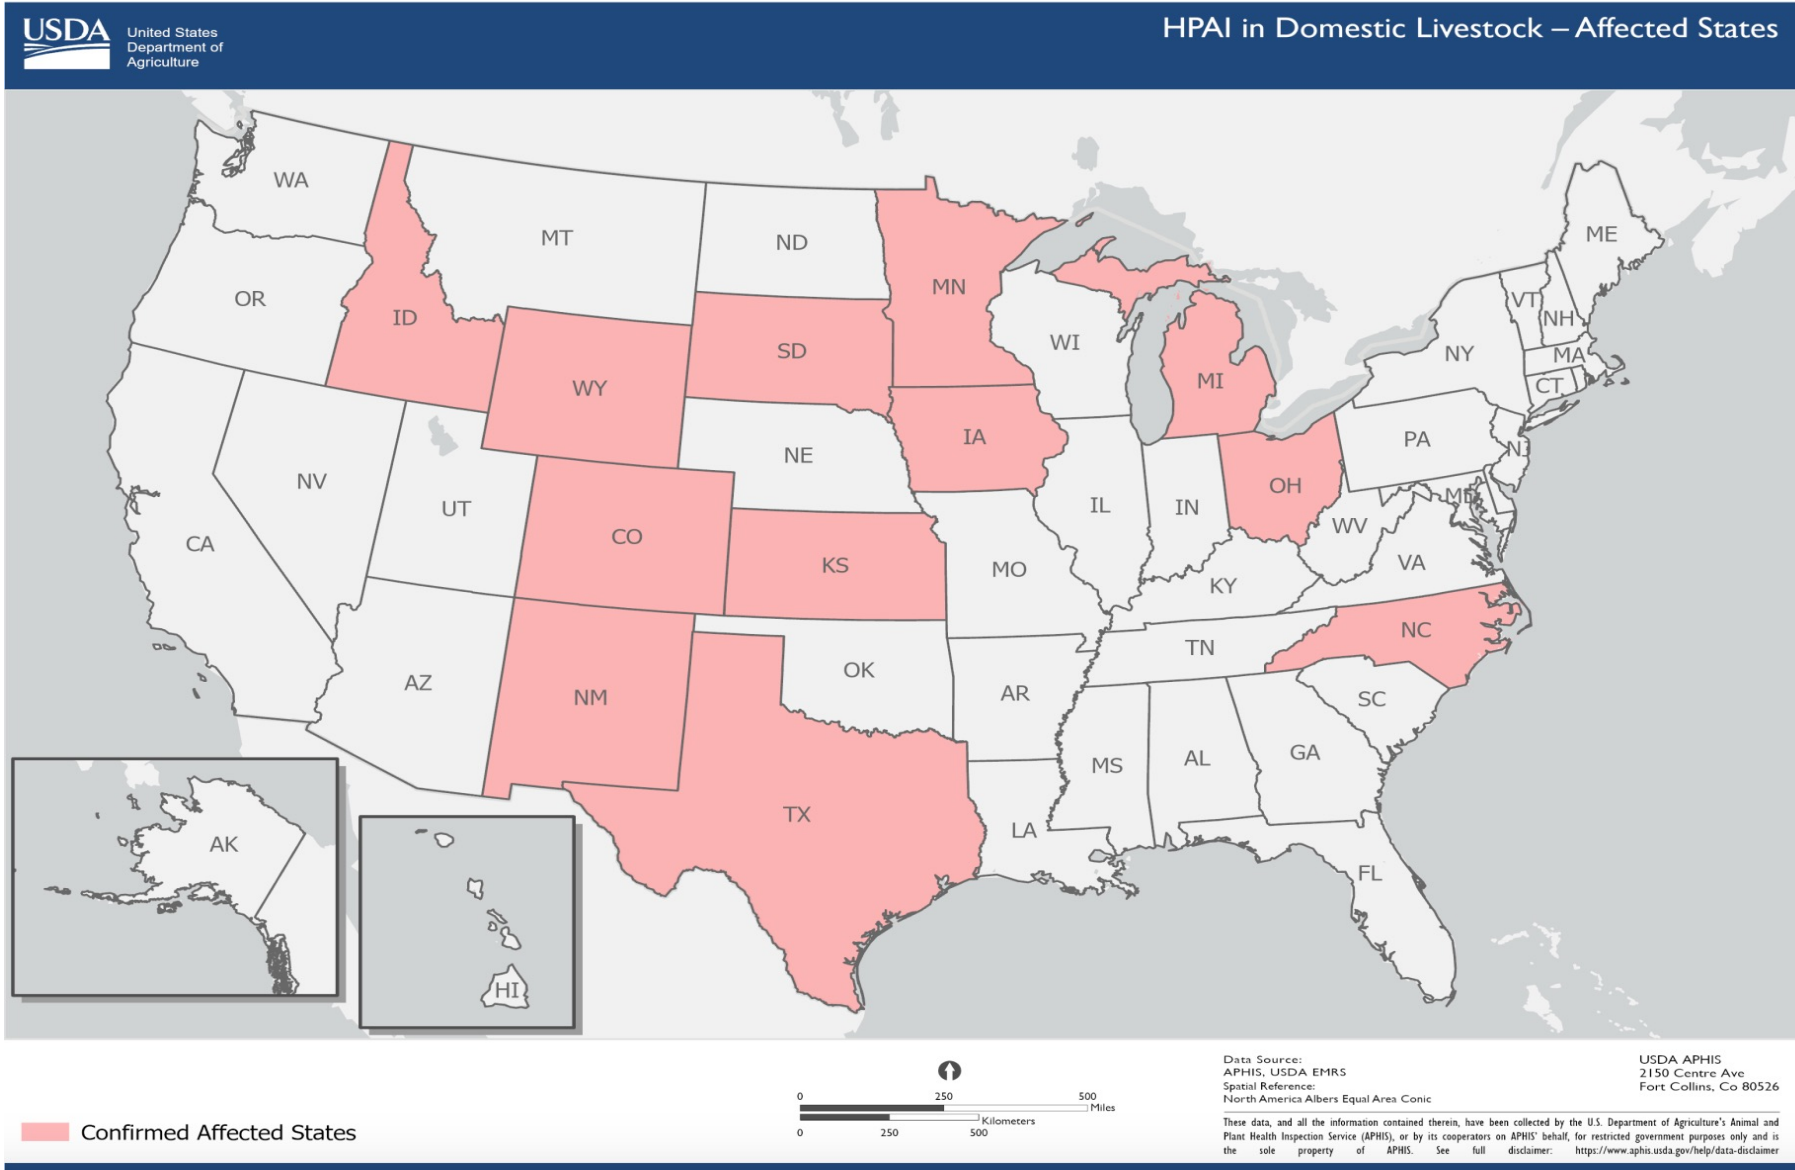 USDA
United States
Department of
Agriculture
HPAI in Domestic Livestock – Affected States
WA
MT
ND
MN
ME
OR
ID
VT
NH
WY
SD
WI
MI
NY
MA
CT
NV
UT
NE
IA
PA
NJ
CA
CO
KS
MO
IL
IN
OH
WV
MD
VA
KY
AZ
NM
OK
AR
TN
NC
SC
TX
LA
MS
AL
GA
FL
AK
HI
Confirmed Affected States
0 250 500
Miles
Kilometers
0 250 500
Data Source:
APHIS, USDA EMRS
Spatial Reference:
North America Albers Equal Area Conic
USDA APHIS
2150 Centre Ave
Fort Collins, Co 80526
These data, and all the information contained therein, have been collected by the U.S. Department of Agriculture's Animal and
Plant Health Inspection Service (APHIS), or by its cooperators on APHIS' behalf, for restricted government purposes only and is
the sole property of APHIS. See full disclaimer: https://www.aphis.usda.gov/help/data-disclaimer